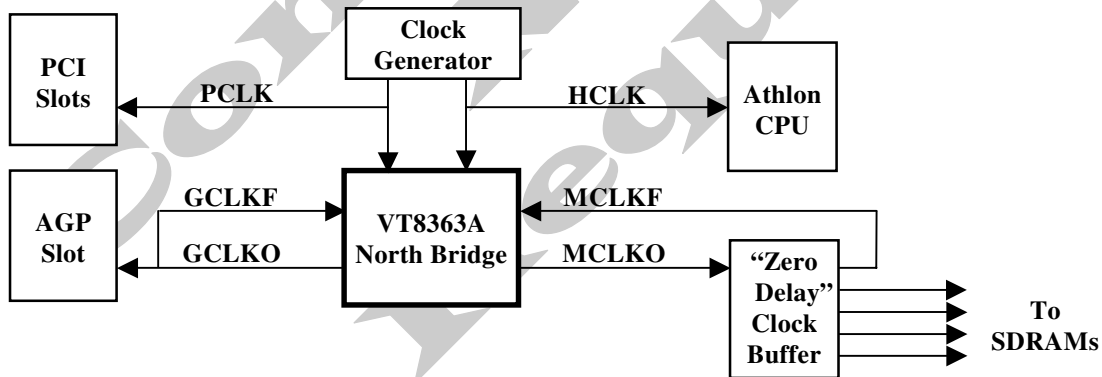 PCI
Slots
Clock
Generator
Athlon
CPU
PCLK
HCLK
AGP
Slot
GCLKF
GCLKO
VT8363A
North Bridge
MCLKF
MCLKO
“Zero
Delay”
Clock
Buffer
To
SDRAMs